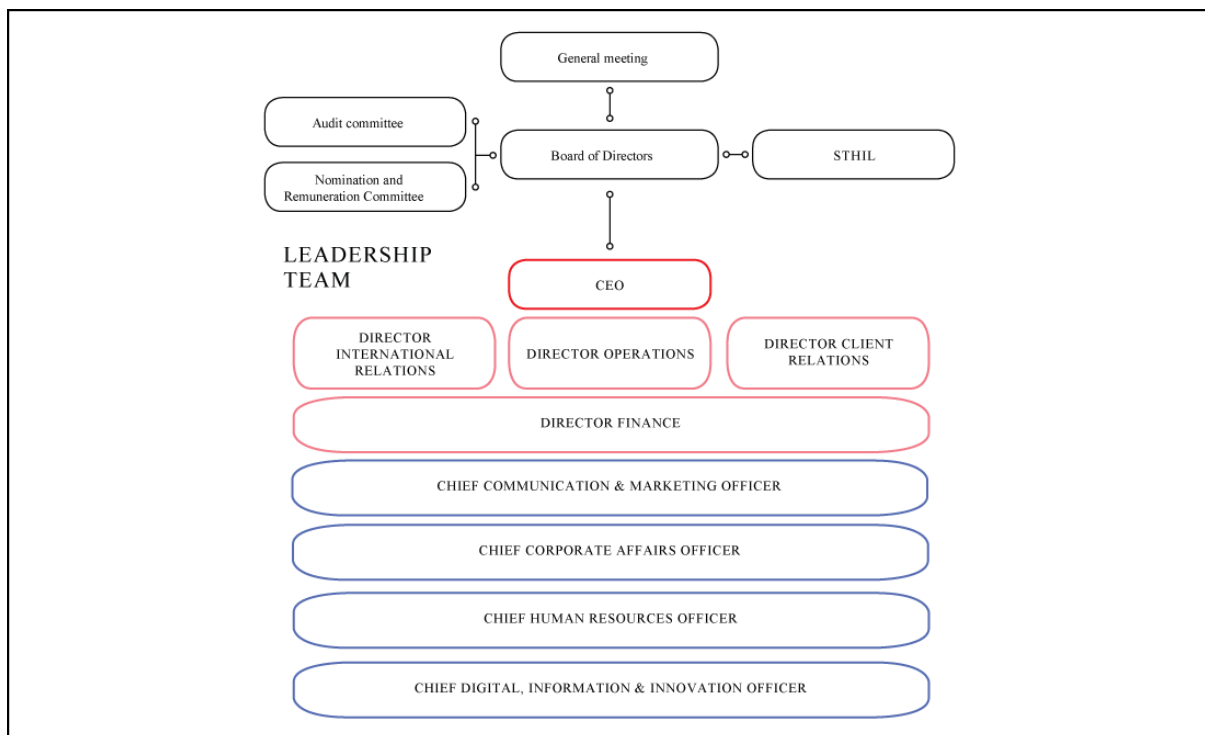 General meeting
Audit committee
Board of Directors
STHIL
Nomination and
Remuneration Committee
LEADERSHIP
TEAM
CEO
DIRECTOR
INTERNATIONAL
RELATIONS
DIRECTOR OPERATIONS
DIRECTOR CLIENT
RELATIONS
DIRECTOR FINANCE
CHIEF COMMUNICATION & MARKETING OFFICER
CHIEF CORPORATE AFFAIRS OFFICER
CHIEF HUMAN RESOURCES OFFICER
CHIEF DIGITAL, INFORMATION & INNOVATION OFFICER